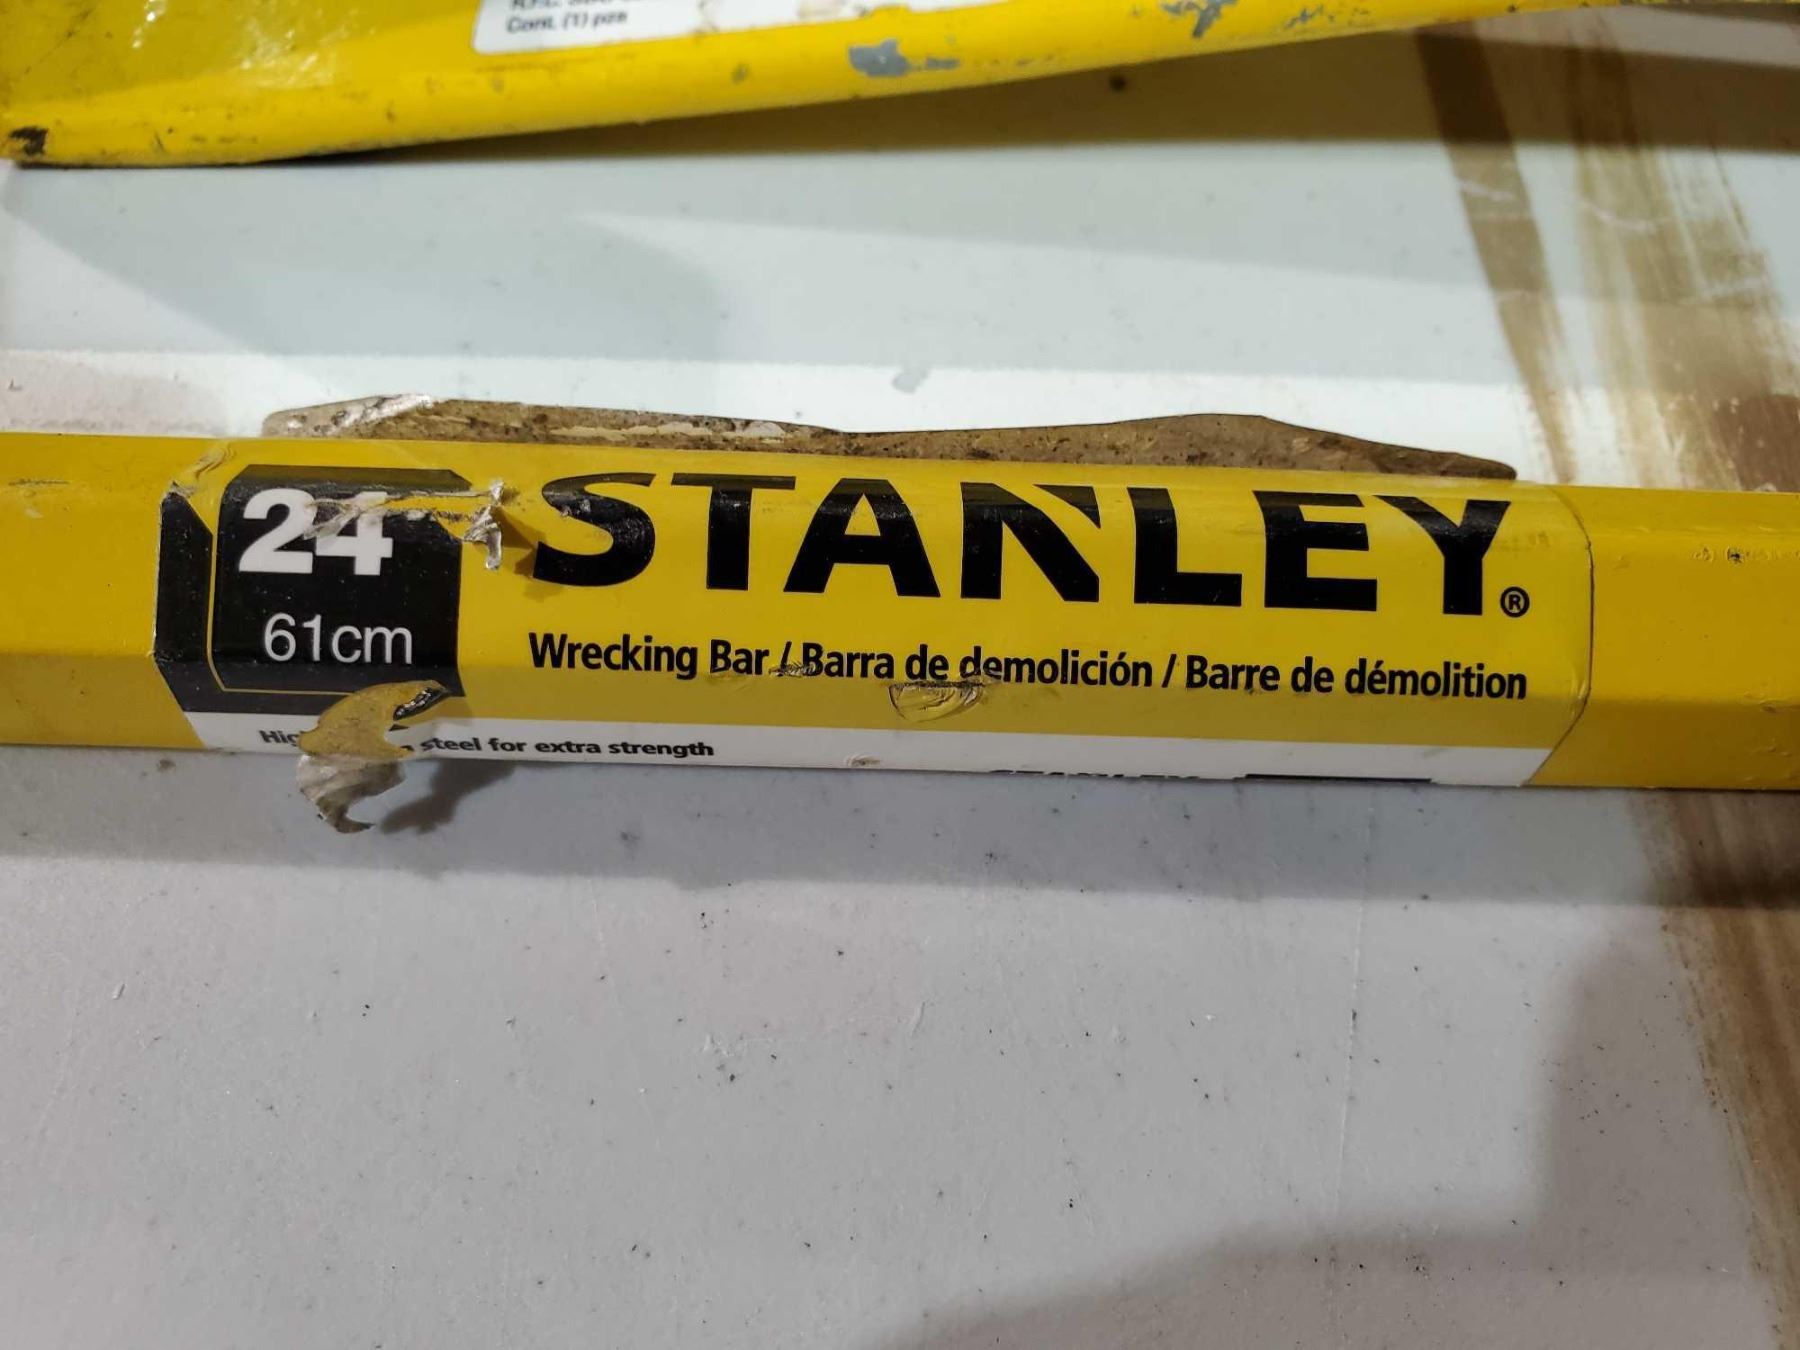 Cont. (1) pza
24
61cm
STANLEY®
Wrecking Bar / Barra de demolición / Barre de démolition
steel for extra strength